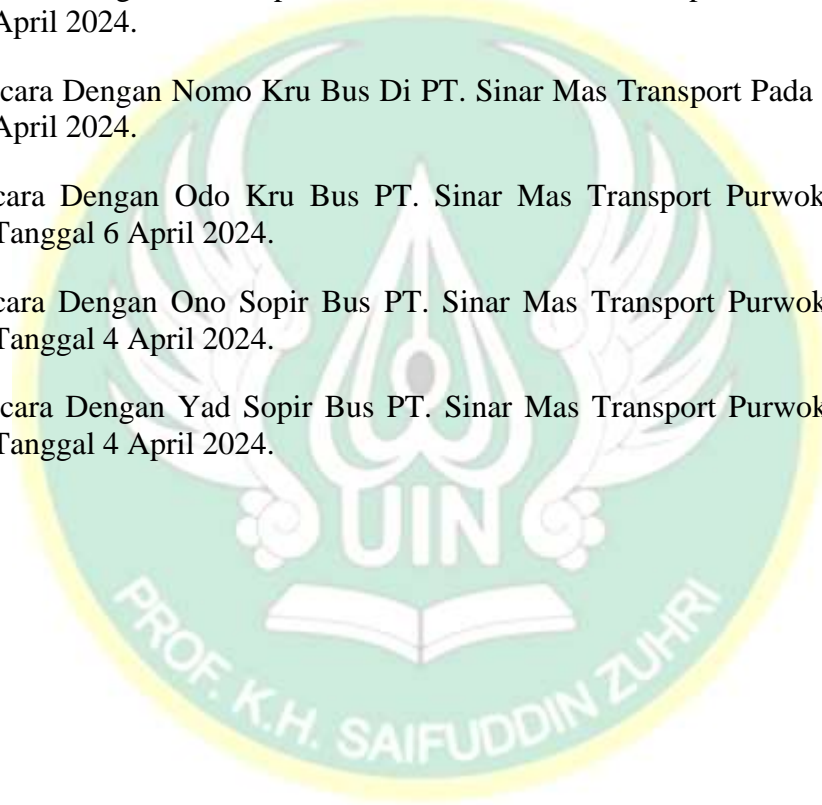 April 2024.
cara Dengan Nomo Kru Bus Di PT. Sinar Mas Transport Pada
April 2024.
cara Dengan Odo Kru Bus PT. Sinar Mas Transport Purwok
Tanggal 6 April 2024.
cara Dengan Ono Sopir Bus PT. Sinar Mas Transport Purwok
Tanggal 4 April 2024.
cara Dengan Yad Sopir Bus PT. Sinar Mas Transport Purwok
Tanggal 4 April 2024.
UIN
PROF. K.H. SAIFUDDIN ZUHRI